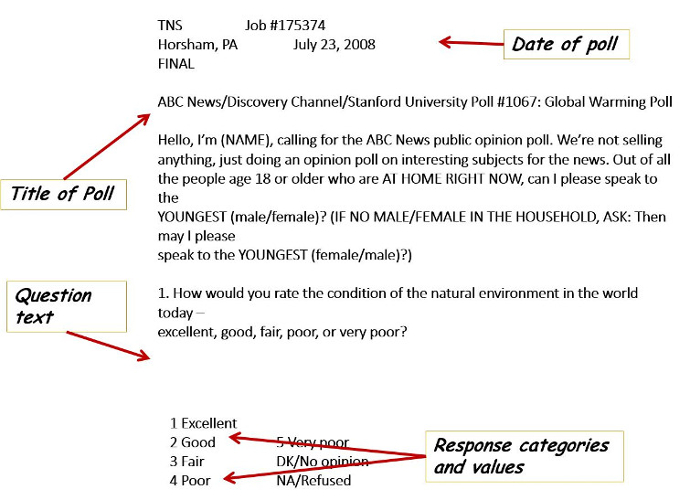 TNS Job #175374
Horsham, PA July 23, 2008
Date of poll
FINAL
ABC News/Discovery Channel/Stanford University Poll #1067: Global Warming Poll
Title of Poll
Hello, I'm (NAME), calling for the ABC News public opinion poll. We're not selling
anything, just doing an opinion poll on interesting subjects for the news. Out of all
the people age 18 or older who are AT HOME RIGHT NOW, can I please speak to
the
YOUNGEST (male/female)? (IF NO MALE/FEMALE IN THE HOUSEHOLD, ASK: Then
may I please
speak to the YOUNGEST (female/male)?)
Question
text
1. How would you rate the condition of the natural environment in the world
today –
excellent, good, fair, poor, or very poor?
1 Excellent
2 Good 5 Very poor
3 Fair DK/No opinion
4 Poor NA/Refused
Response categories
and values